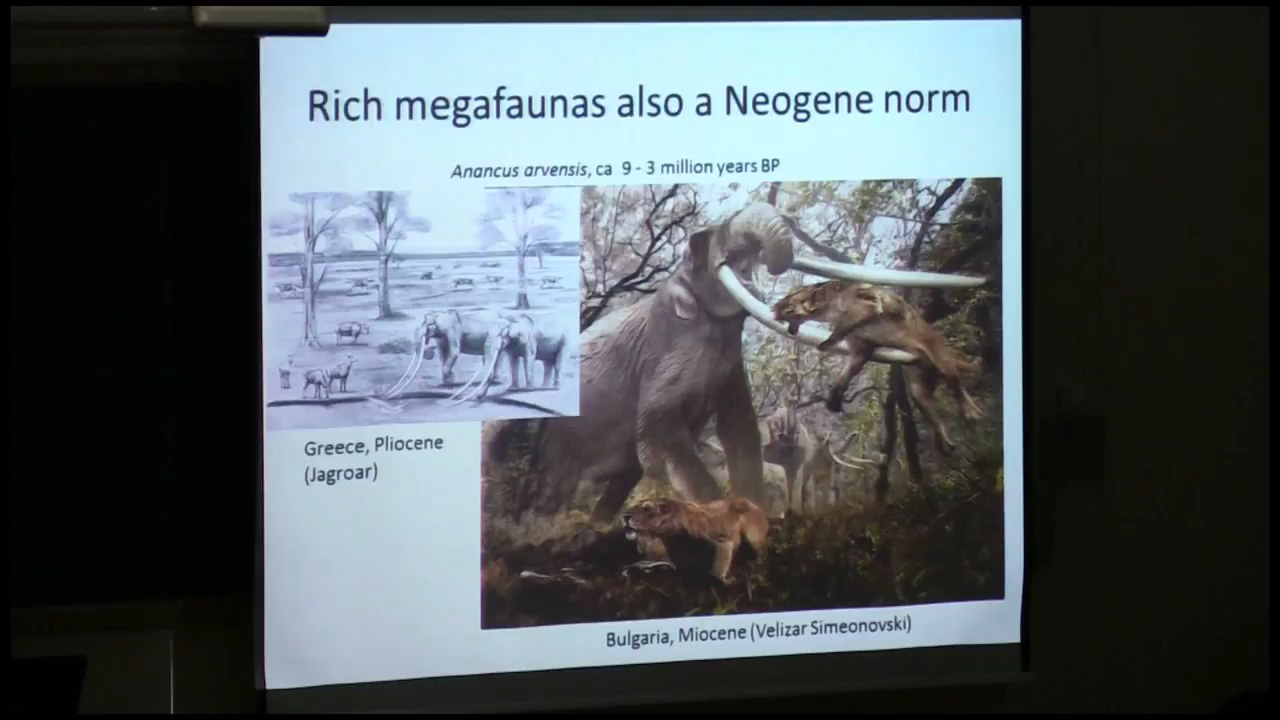 Rich megafaunas also a Neogene norm
Anancus arvensis, ca 9 - 3 million years BP
Greece, Pliocene
(Jagroar)
Bulgaria, Miocene (Velizar Simeonovski)